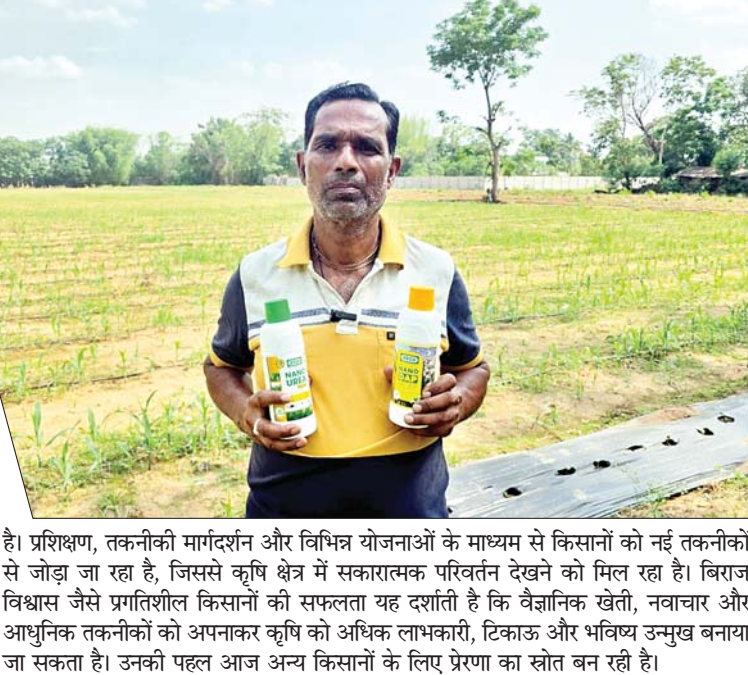 NANO
UREA
NANO
DAP
है। प्रशिक्षण, तकनीकी मार्गदर्शन और विभिन्न योजनाओं के माध्यम से किसानों को नई तकनीकों
से जोड़ा जा रहा है, जिससे कृषि क्षेत्र में सकारात्मक परिवर्तन देखने को मिल रहा है। बिराज
विश्वास जैसे प्रगतिशील किसानों की सफलता यह दर्शाती है कि वैज्ञानिक खेती, नवाचार और
आधुनिक तकनीकों को अपनाकर कृषि को अधिक लाभकारी, टिकाऊ और भविष्य उन्मुख बनाया
जा सकता है। उनकी पहल आज अन्य किसानों के लिए प्रेरणा का स्रोत बन रही है।